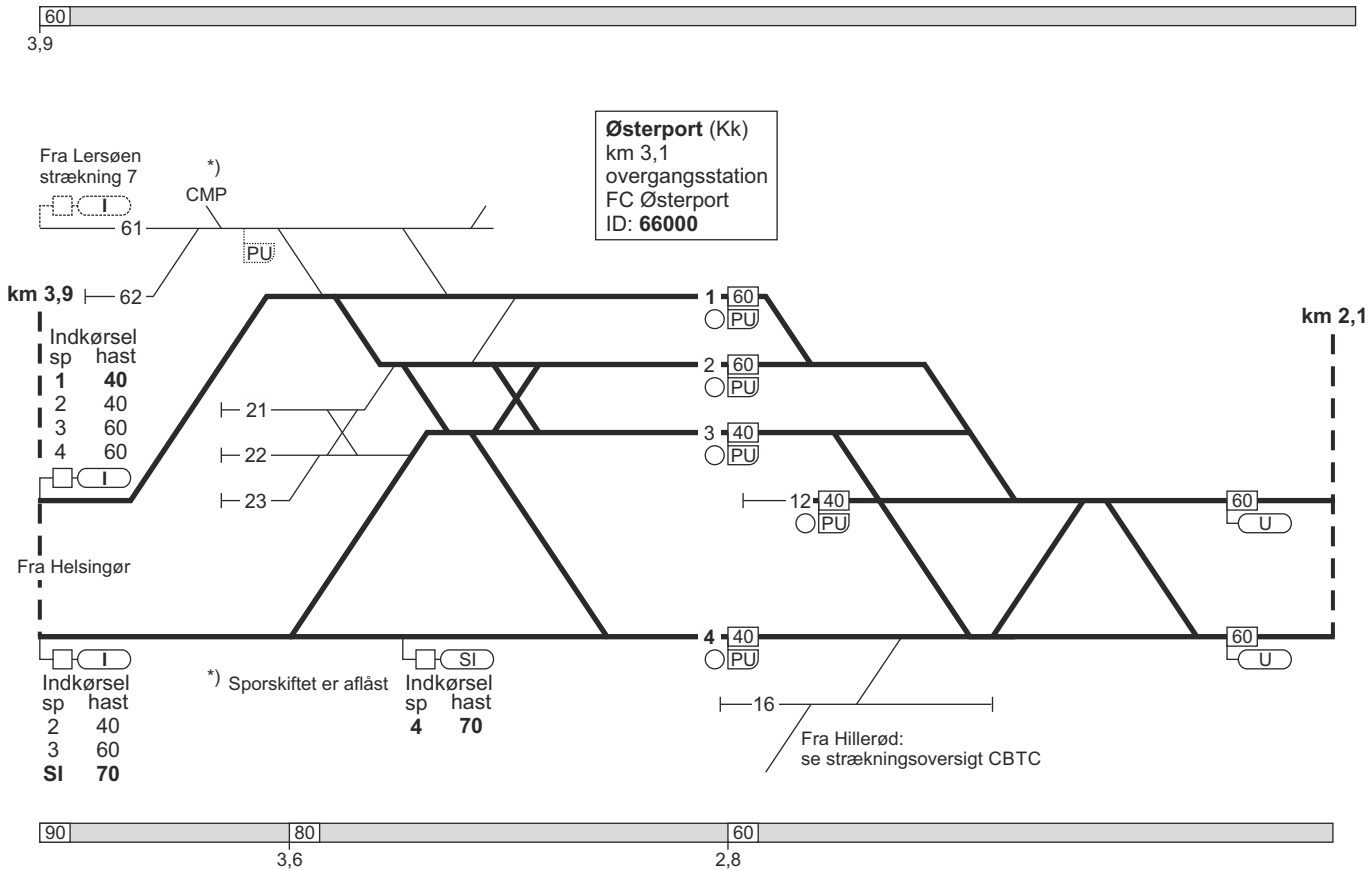 60
3,9
Østerport (Kk)
km 3,1
overgangsstation
FC Østerport
ID: 66000
Fra Lersøen
strækning 7
I
*)
CMP
61
PU
62
km 3,9
Indkørsel
sp hast
1 40
2 40
3 60
4 60
I
1 60
PU
2 60
PU
3 40
PU
km 2,1
21
22
23
12 40
PU
60
U
Fra Helsingør
4 40
PU
60
U
I
Indkørsel
sp hast
2 40
3 60
SI 70
*) Sporskiftet er aflåst
SI
Indkørsel
sp hast
4 70
16
Fra Hillerød:
se strækningsoversigt CBTC
90 80 60
3,6 2,8